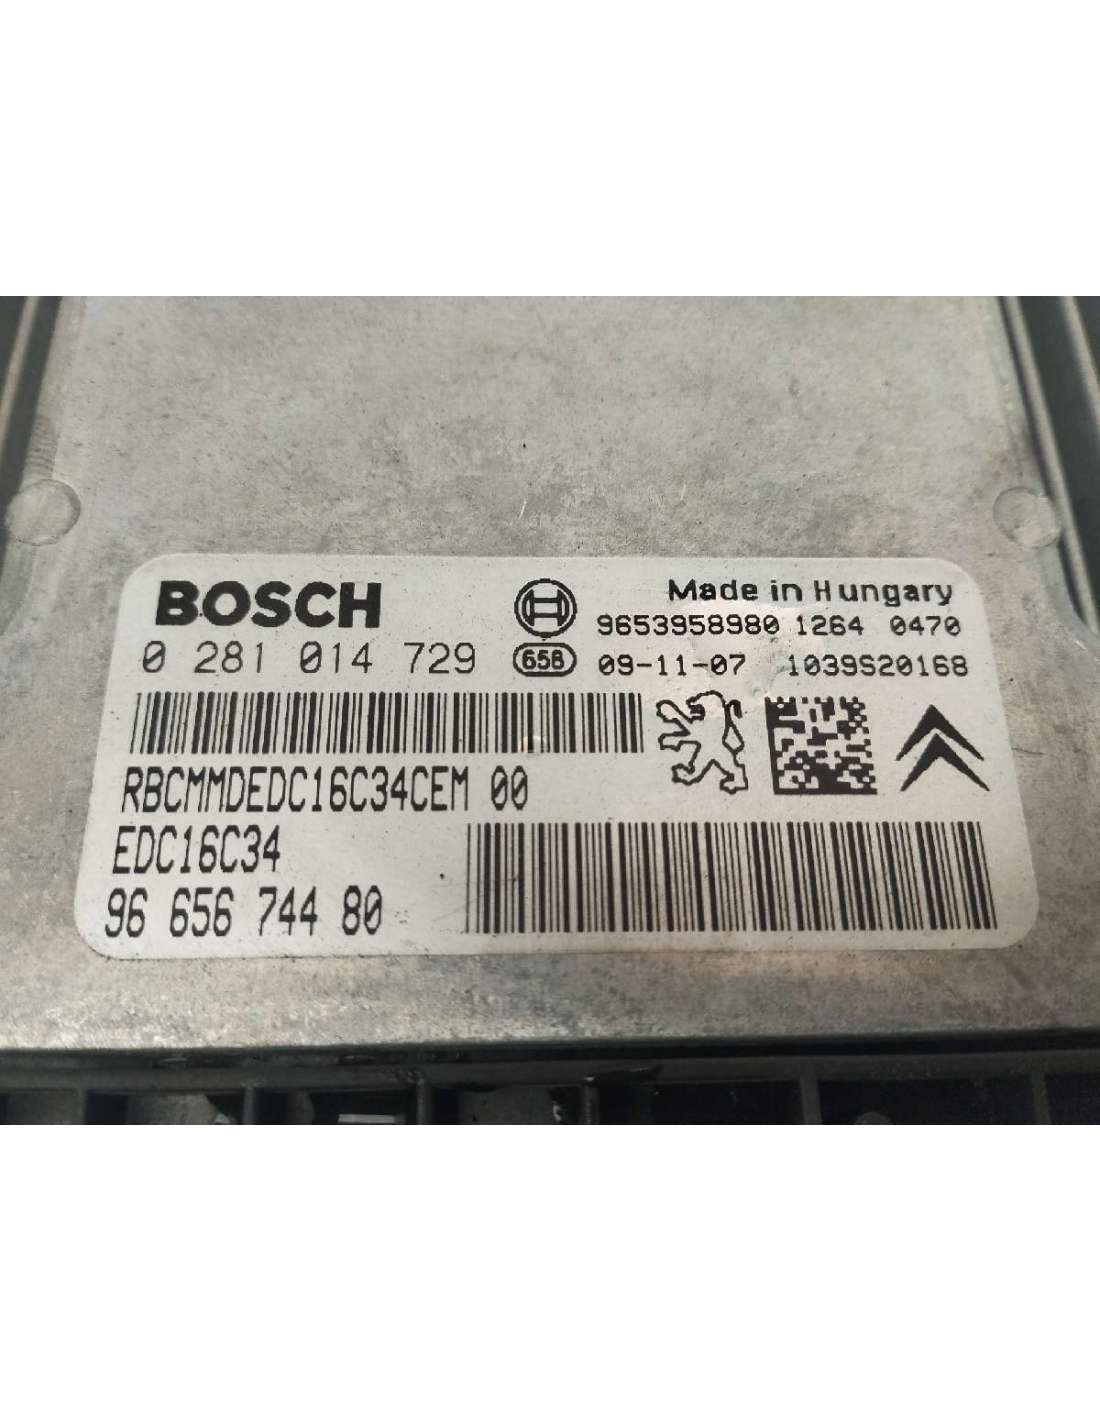 BOSCH
Made in Hungary
9653958980 1264 0470
0 281 014 729
658
09-11-07 1039S20168
RBCMMDEDC16C34CEM 00
EDC16C34
96 656 744 80